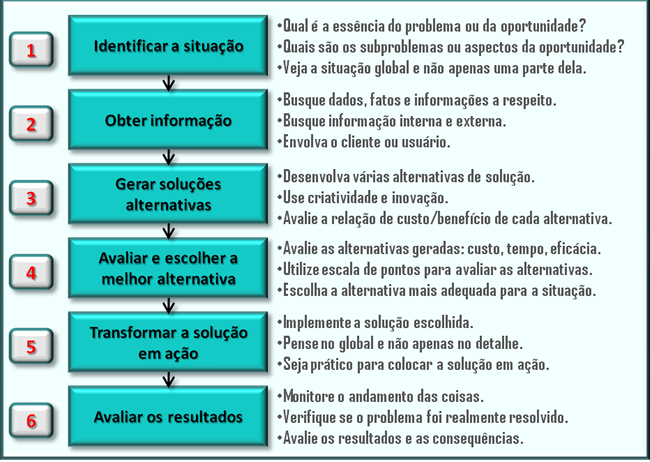 1
Identificar a situação
•Qual é a essência do problema ou da oportunidade?
•Quais são os subproblemas ou aspectos da oportunidade?
•Veja a situação global e não apenas uma parte dela.
2
Obter informação
•Busque dados, fatos e informações a respeito.
•Busque informação interna e externa.
•Envolva o cliente ou usuário.
3
Gerar soluções
alternativas
•Desenvolva várias alternativas de solução.
•Use criatividade e inovação.
•Avalie a relação de custo/benefício de cada alternativa.
4
Avaliar e escolher a
melhor alternativa
•Avalie as alternativas geradas: custo, tempo, eficácia.
•Utilize escala de pontos para avaliar as alternativas.
•Escolha a alternativa mais adequada para a situação.
5
Transformar a solução
em ação
•Implemente a solução escolhida.
•Pense no global e não apenas no detalhe.
•Seja prático para colocar a solução em ação.
6
Avaliar os resultados
•Monitore o andamento das coisas.
•Verifique se o problema foi realmente resolvido.
•Avalie os resultados e as consequências.